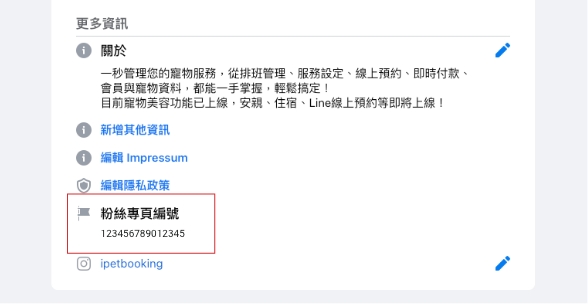 更多資訊
關於
一秒管理您的寵物服務，從排班管理、服務設定、線上預約、即時付款、
會員與寵物資料，都能一手掌握，輕鬆搞定！
目前寵物美容功能已上線，安親、住宿、Line線上預約等即將上線！
新增其他資訊
編輯 Impressum
編輯隱私政策
粉絲專頁編號
123456789012345
ipetbooking